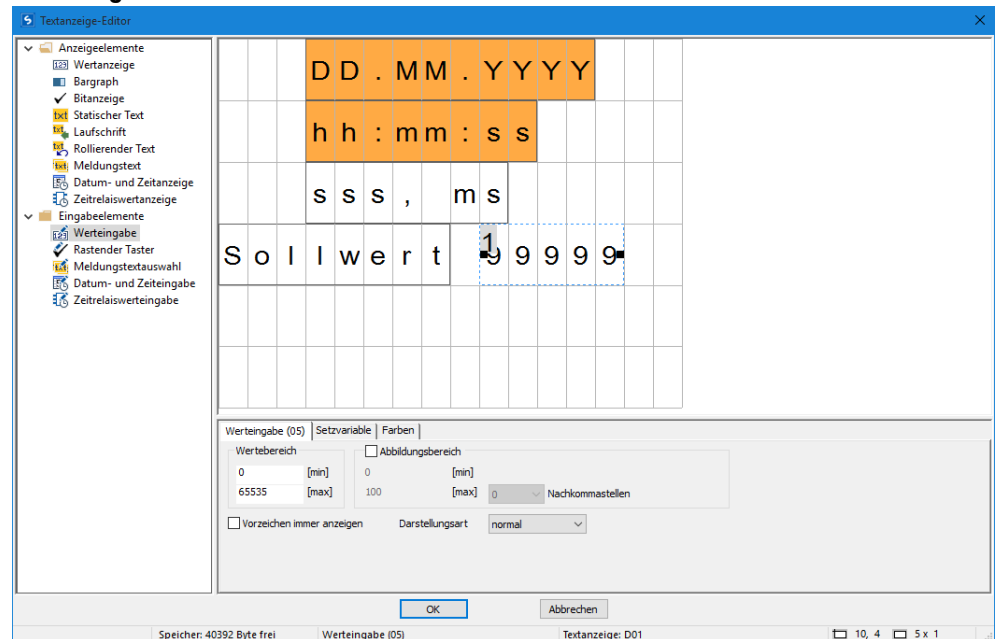 Textanzeige-Editor
Anzeigeelemente
Wertanzeige
Bargraph
Bitanzeige
Statischer Text
Laufschrift
Rollierender Text
Meldungstext
Datum- und Zeitanzeige
Zeitrelaiswertanzeige
Eingabeelemente
Werteingabe
Rastender Taster
Meldungstextauswahl
Datum- und Zeiteingabe
Zeitrelaiswerteingabe
DD.MM.YYYY
hh:mm:ss
sss, ms
Sollwert 99999
1
Werteingabe (05) Setzvariable Farben
Wertebereich Abbildungsbereich
0 [min] 0 [min]
65535 [max] 100 [max] 0 Nachkommastellen
Vorzeichen immer anzeigen Darstellungsart normal
OK Abbrechen
Speicher: 40392 Byte frei Werteingabe (05) Textanzeige: D01 10, 4 5 x 1